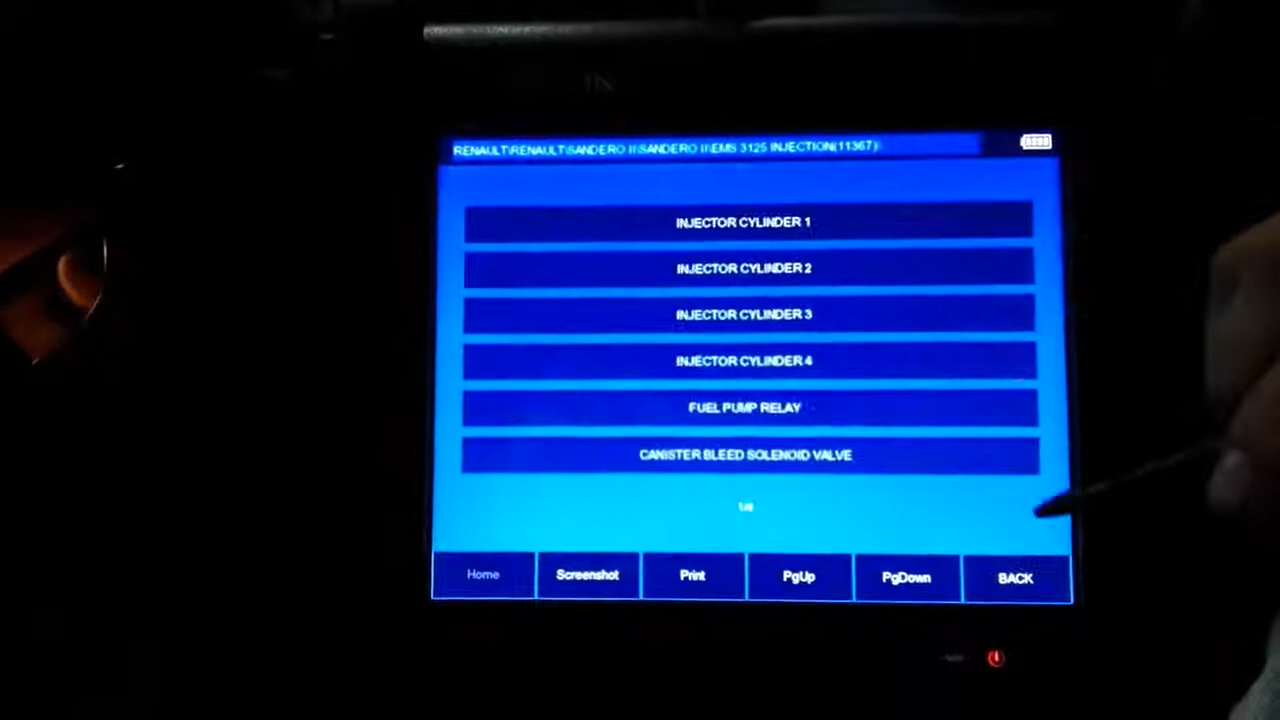 RENAULT\RENAULT\SANDERO II\SANDERO II\EMS 3125 INJECTION(11367)
INJECTOR CYLINDER 1
INJECTOR CYLINDER 2
INJECTOR CYLINDER 3
INJECTOR CYLINDER 4
FUEL PUMP RELAY
CANISTER BLEED SOLENOID VALVE
Home
Screenshot
Print
PgUp
PgDown
BACK